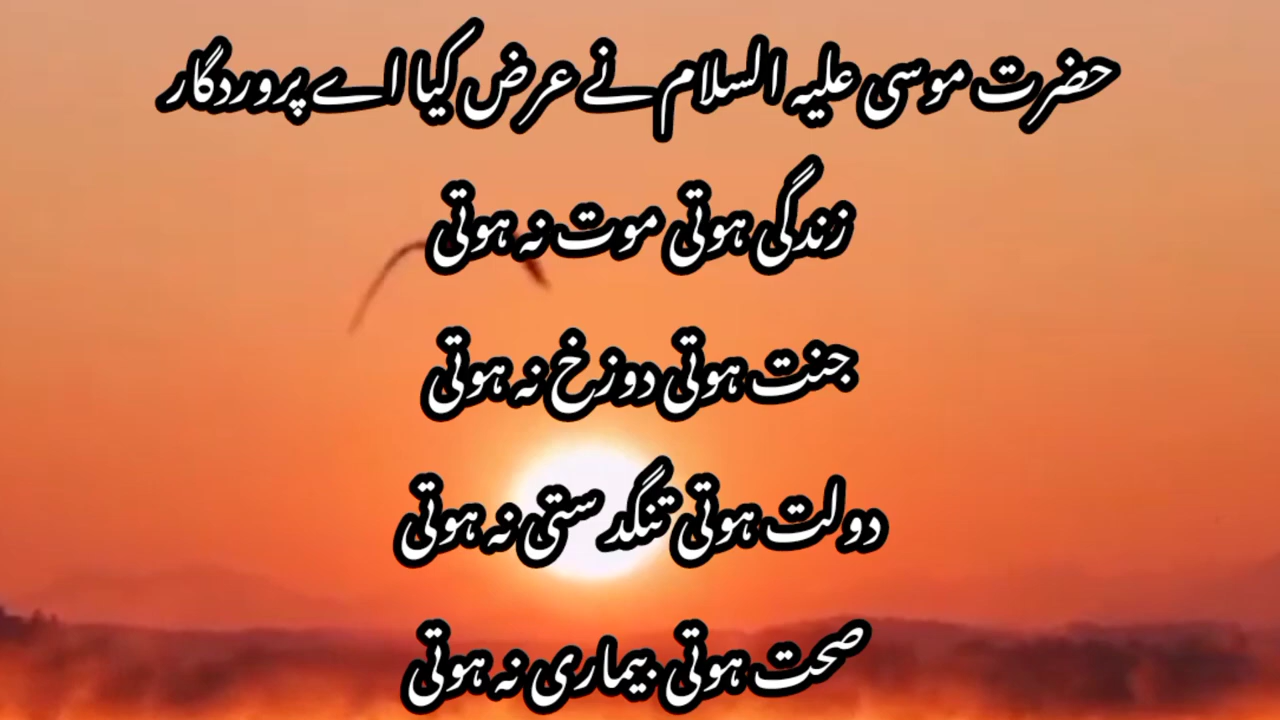 حضرت موسی علیہ السلام نے عرض کیا اے پروردگار
زندگی ہوتی موت نہ ہوتی
جنت ہوتی دوزخ نہ ہوتی
دولت ہوتی تنگدستی نہ ہوتی
صحت ہوتی بیماری نہ ہوتی